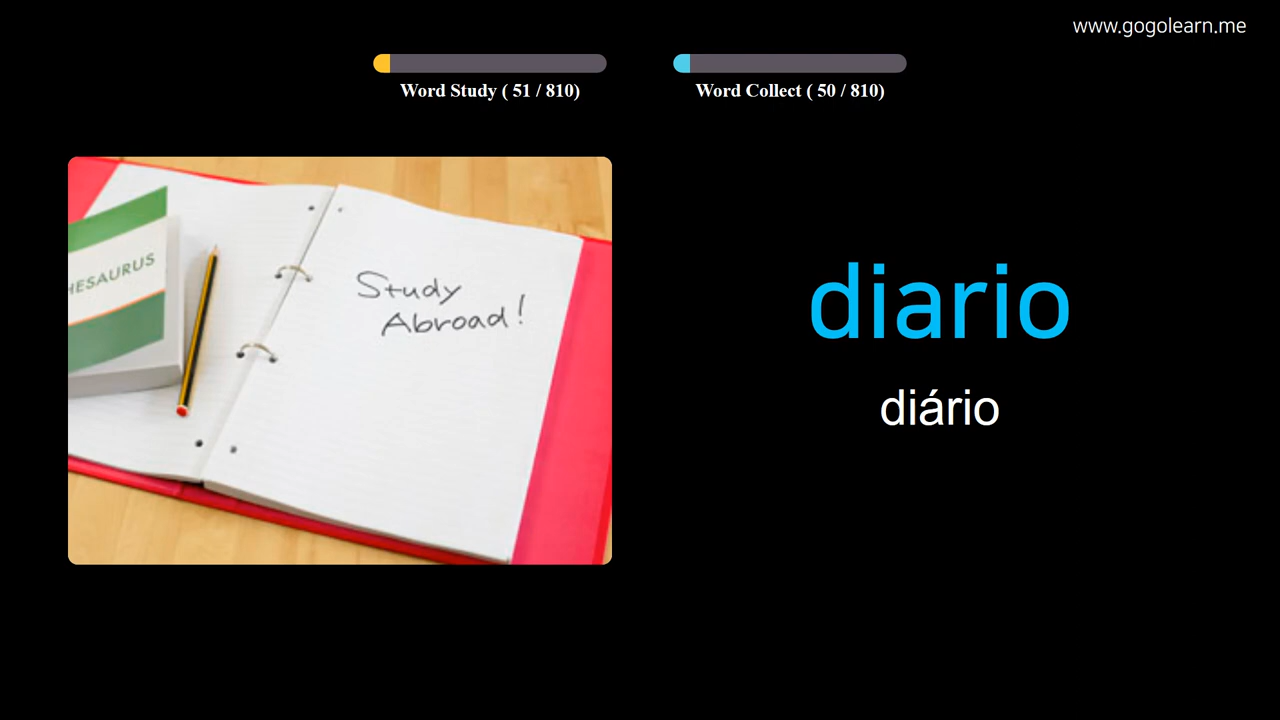 www.gogolearn.me
Word Study ( 51 / 810)
Word Collect ( 50 / 810)
HESAURUS
Study
Abroad!
diario
diário